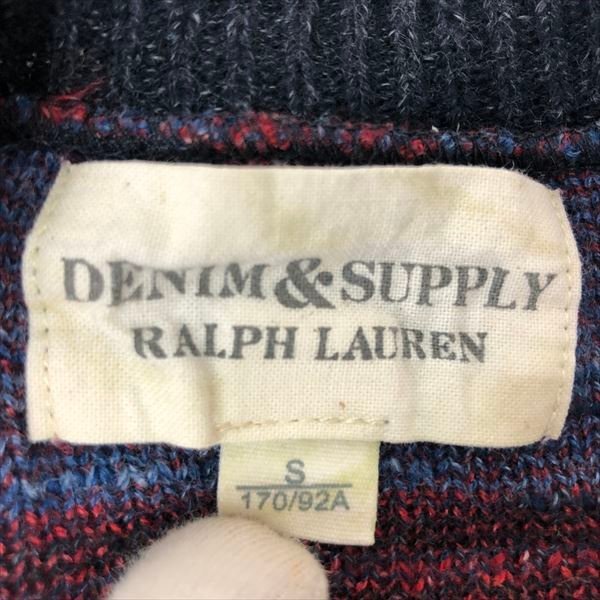 DENIM & SUPPLY
RALPH LAUREN
S
170/92A